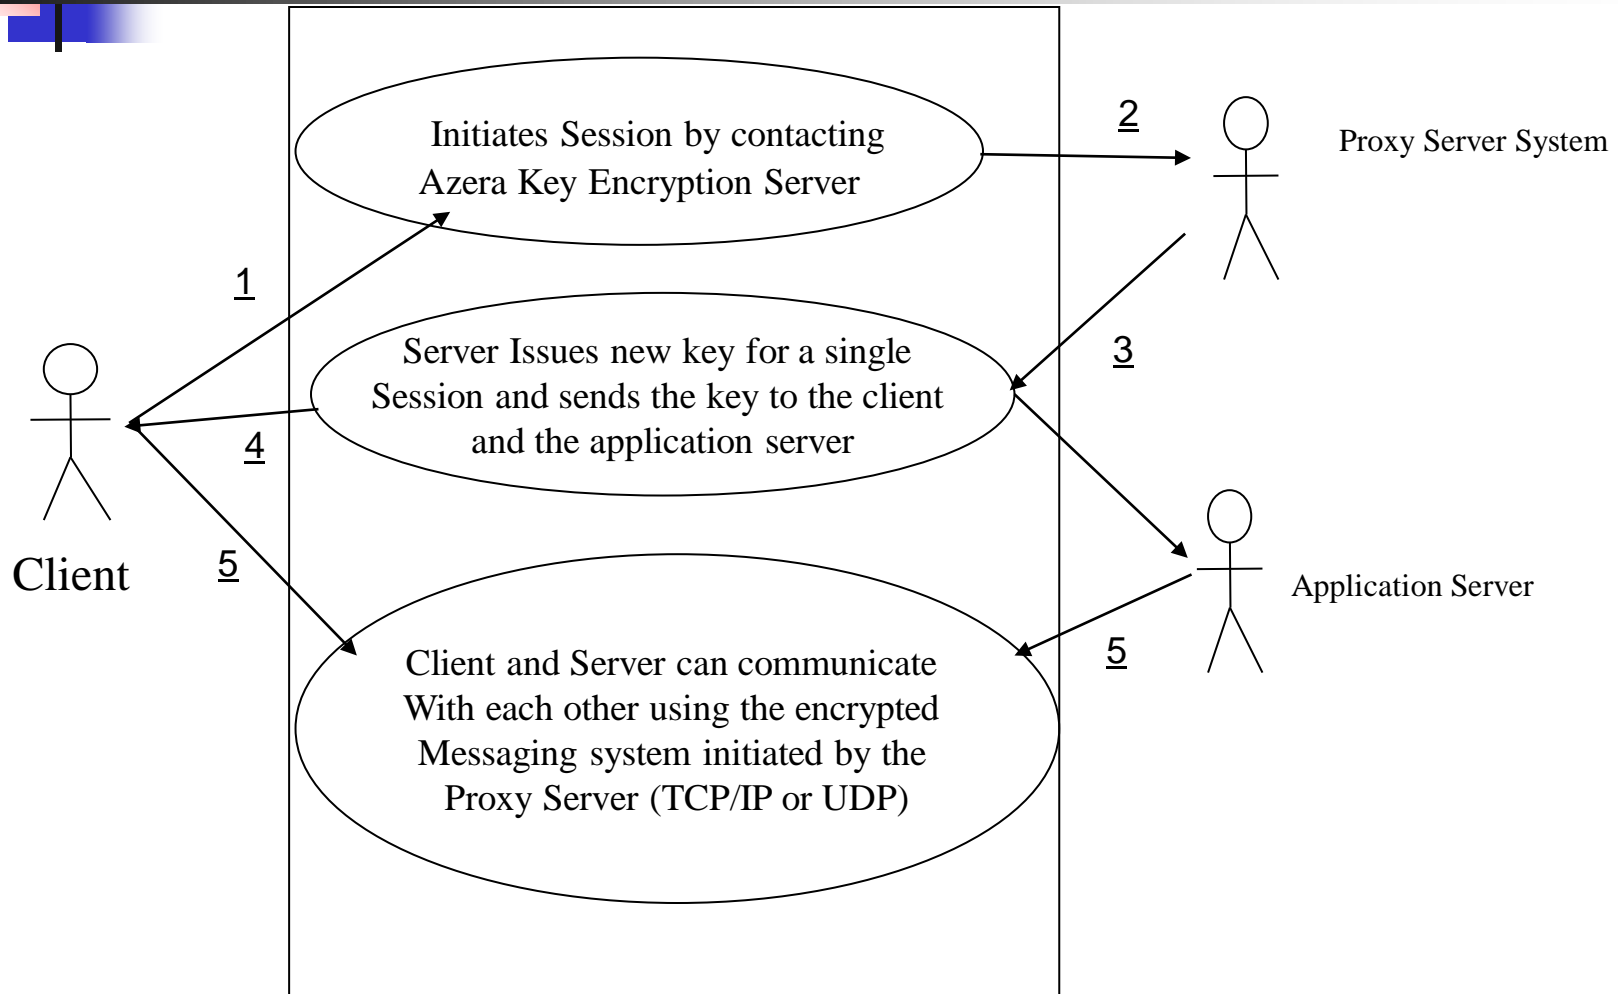 Initiates Session by contacting
Azera Key Encryption Server
2
Proxy Server System
1
Server Issues new key for a single
Session and sends the key to the client
and the application server
3
4
Client
5
Application Server
5
Client and Server can communicate
With each other using the encrypted
Messaging system initiated by the
Proxy Server (TCP/IP or UDP)